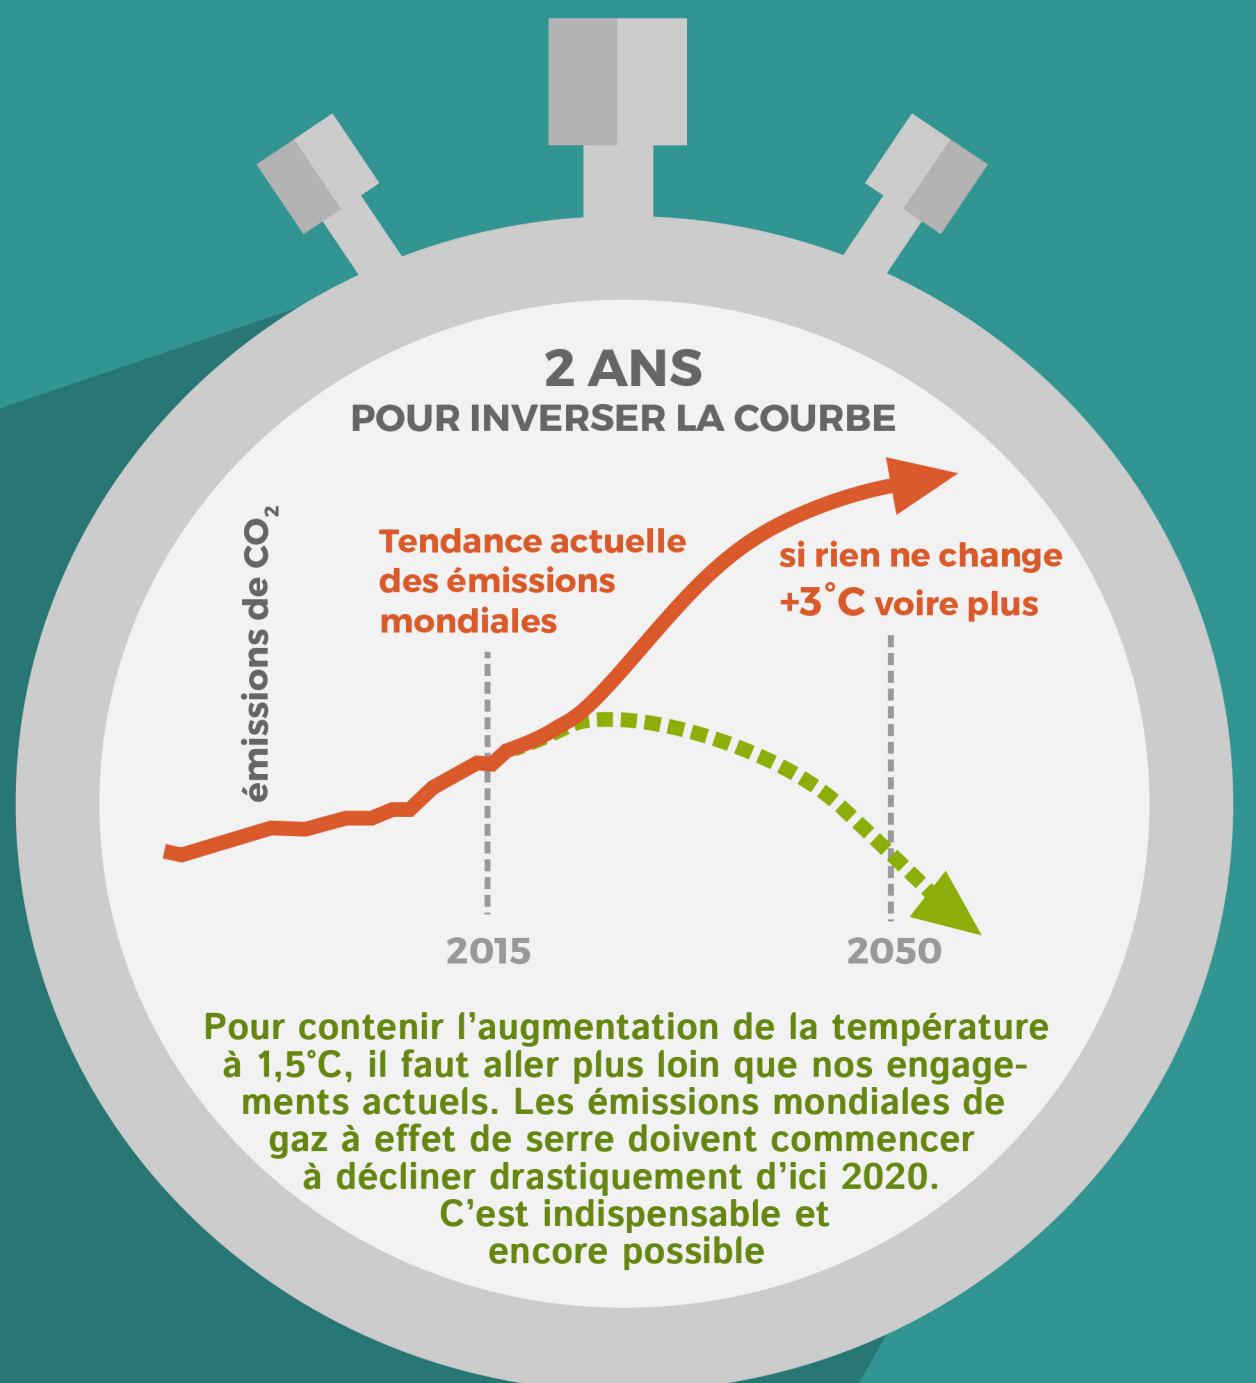 2 ANS
POUR INVERSER LA COURBE
émissions de CO₂
Tendance actuelle
des émissions
mondiales
si rien ne change
+3°C voire plus
2015
2050
Pour contenir l’augmentation de la température
à 1,5°C, il faut aller plus loin que nos engage-
ments actuels. Les émissions mondiales de
gaz à effet de serre doivent commencer
à décliner drastiquement d’ici 2020.
C’est indispensable et
encore possible